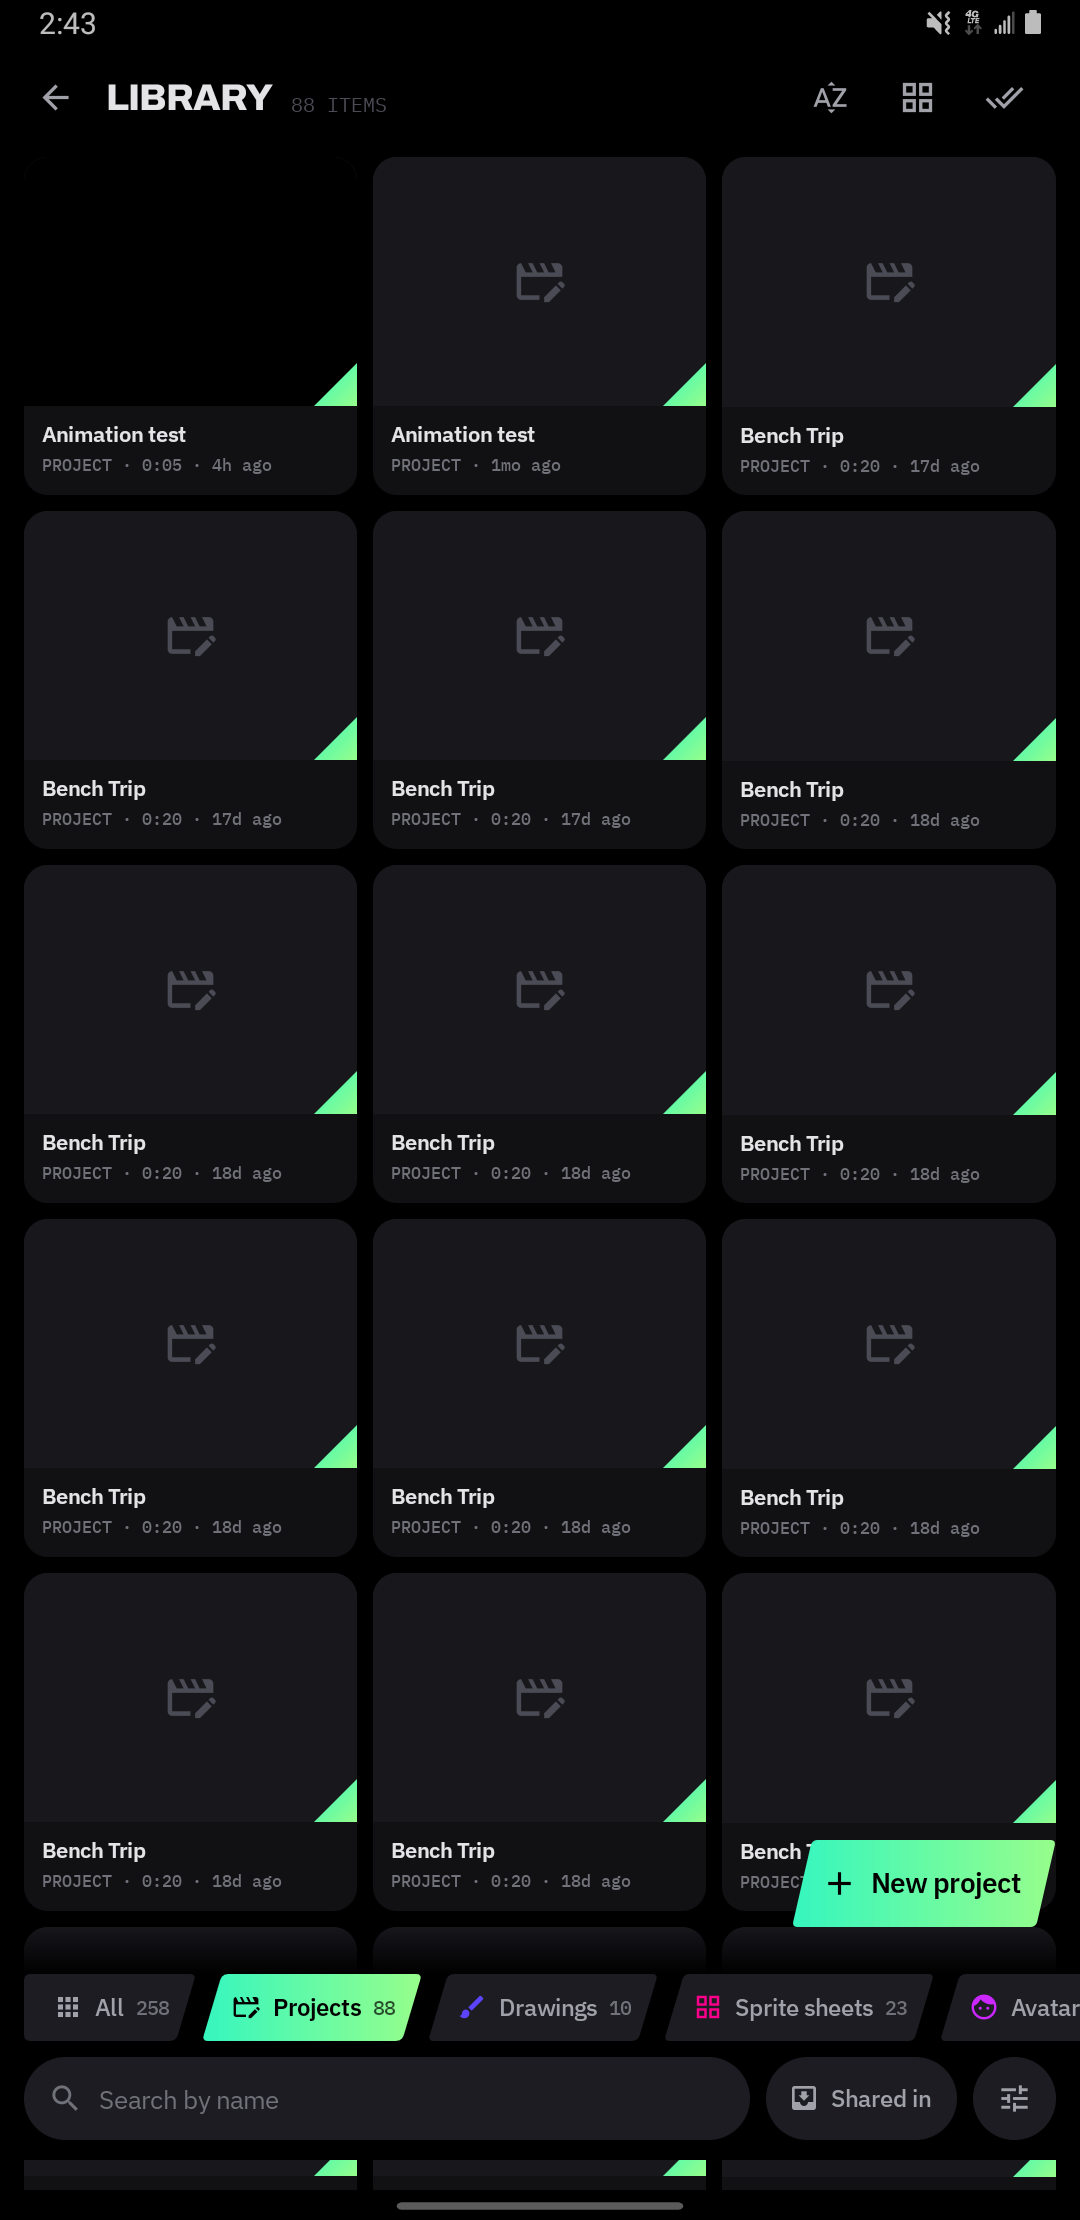 2:43
4G LTE
LIBRARY 88 ITEMS
AZ
Animation test
PROJECT · 0:05 · 4h ago
Animation test
PROJECT · 1mo ago
Bench Trip
PROJECT · 0:20 · 17d ago
Bench Trip
PROJECT · 0:20 · 17d ago
Bench Trip
PROJECT · 0:20 · 17d ago
Bench Trip
PROJECT · 0:20 · 18d ago
Bench Trip
PROJECT · 0:20 · 18d ago
Bench Trip
PROJECT · 0:20 · 18d ago
Bench Trip
PROJECT · 0:20 · 18d ago
Bench Trip
PROJECT · 0:20 · 18d ago
Bench Trip
PROJECT · 0:20 · 18d ago
Bench Trip
PROJECT · 0:20 · 18d ago
Bench Trip
PROJECT · 0:20 · 18d ago
Bench Trip
PROJECT · 0:20 · 18d ago
Bench T
PROJEC
New project
All 258
Projects 88
Drawings 10
Sprite sheets 23
Avatar
Search by name
Shared in